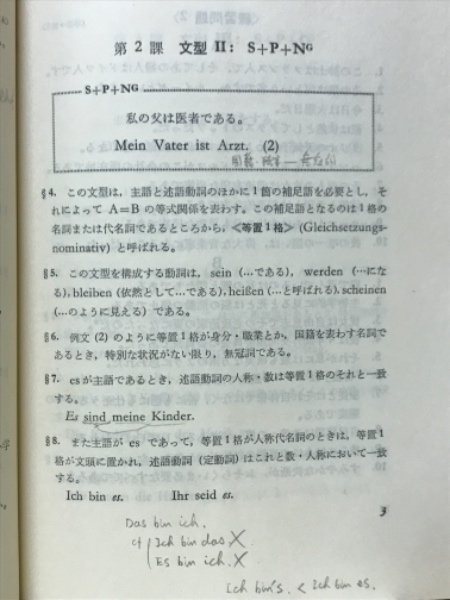 第2課 文型II: S+P+Nᴳ
S+P+Nᴳ
私の父は医者である。
Mein Vater ist Arzt. (2)
§4. この文型は，主語と述語動詞のほかに1箇の補足語を必要とし，そ
れによって A=B の等式関係を表わす。この補足語となるのは1格の
名詞または代名詞であるところから，≪等置1格≫ (Gleichsetzungs-
nominativ) と呼ばれる。
§5. この文型を構成する動詞は，sein (…である)，werden (…にな
る)，bleiben (依然として…である)，heißen (…と呼ばれる)，scheinen
(…のように見える) である。
§6. 例文 (2) のように等置1格が身分・職業とか，国籍を表わす名詞で
あるとき，特別な状況がない限り，無冠詞である。
§7. esが主語であるとき，述語動詞の人称・数は等置1格のそれと一致
する。
Es sind meine Kinder.
§8. また主語が es であって，等置1格が人称代名詞のときは，等置1
格が文頭に置かれ，述語動詞 (定動詞) はこれと数・人称において一致
する。
Ich bin es. Ihr seid es.
3
Das bin ich.
Ich bin das X
Es bin ich. X
Ich bin's. < Ich bin es.